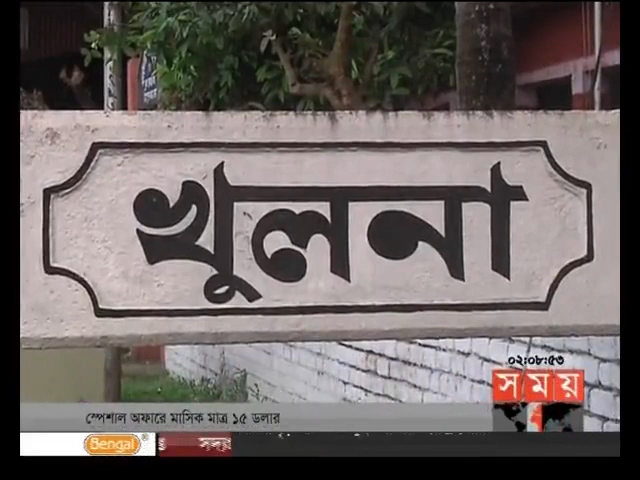 খুলনা
০২:০৮:৫৩
সময়
স্পেশাল অফারে মাসিক মাত্র ১৫ ডলার
Bengal